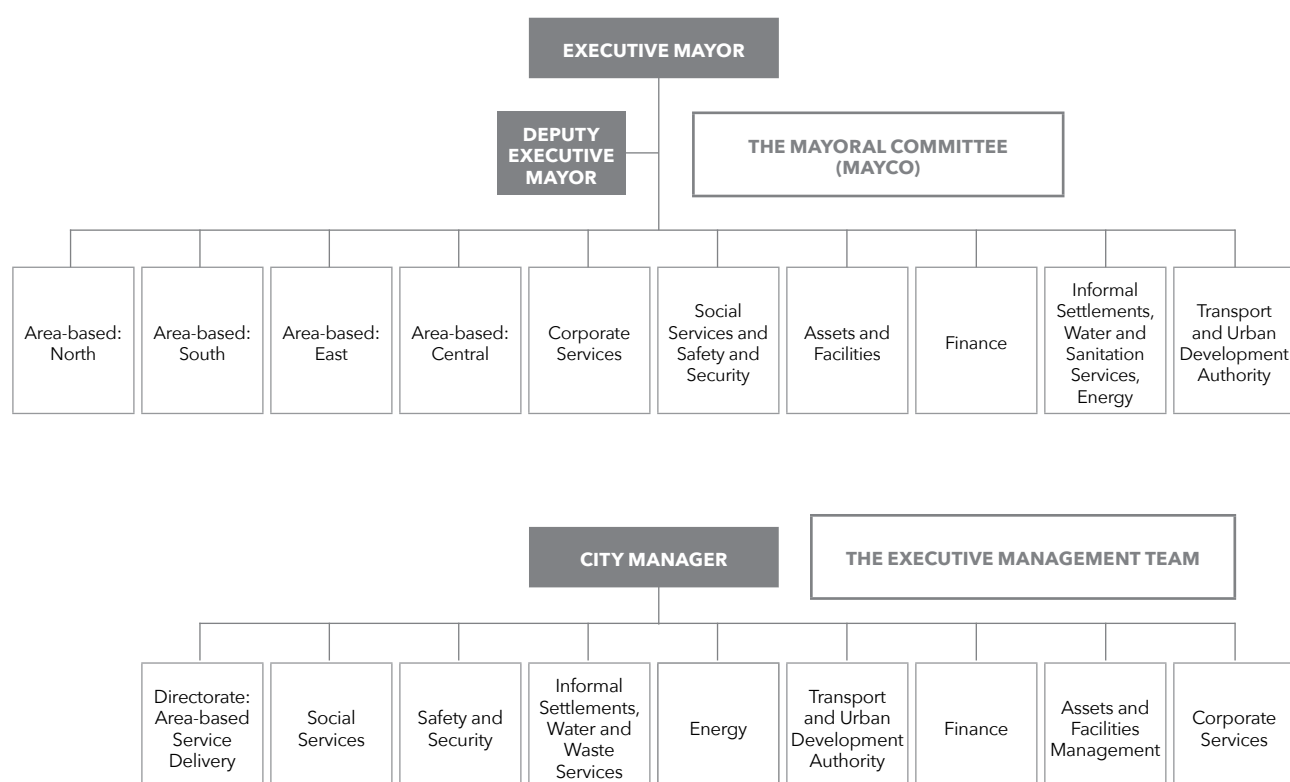 EXECUTIVE MAYOR
DEPUTY
EXECUTIVE
MAYOR
THE MAYORAL COMMITTEE
(MAYCO)
Area-based:
North
Area-based:
South
Area-based:
East
Area-based:
Central
Corporate
Services
Social
Services and
Safety and
Security
Assets and
Facilities
Finance
Informal
Settlements,
Water and
Sanitation
Services,
Energy
Transport
and Urban
Development
Authority
CITY MANAGER
THE EXECUTIVE MANAGEMENT TEAM
Directorate:
Area-based
Service
Delivery
Social
Services
Safety and
Security
Informal
Settlements,
Water and
Waste
Services
Energy
Transport
and Urban
Development
Authority
Finance
Assets and
Facilities
Management
Corporate
Services